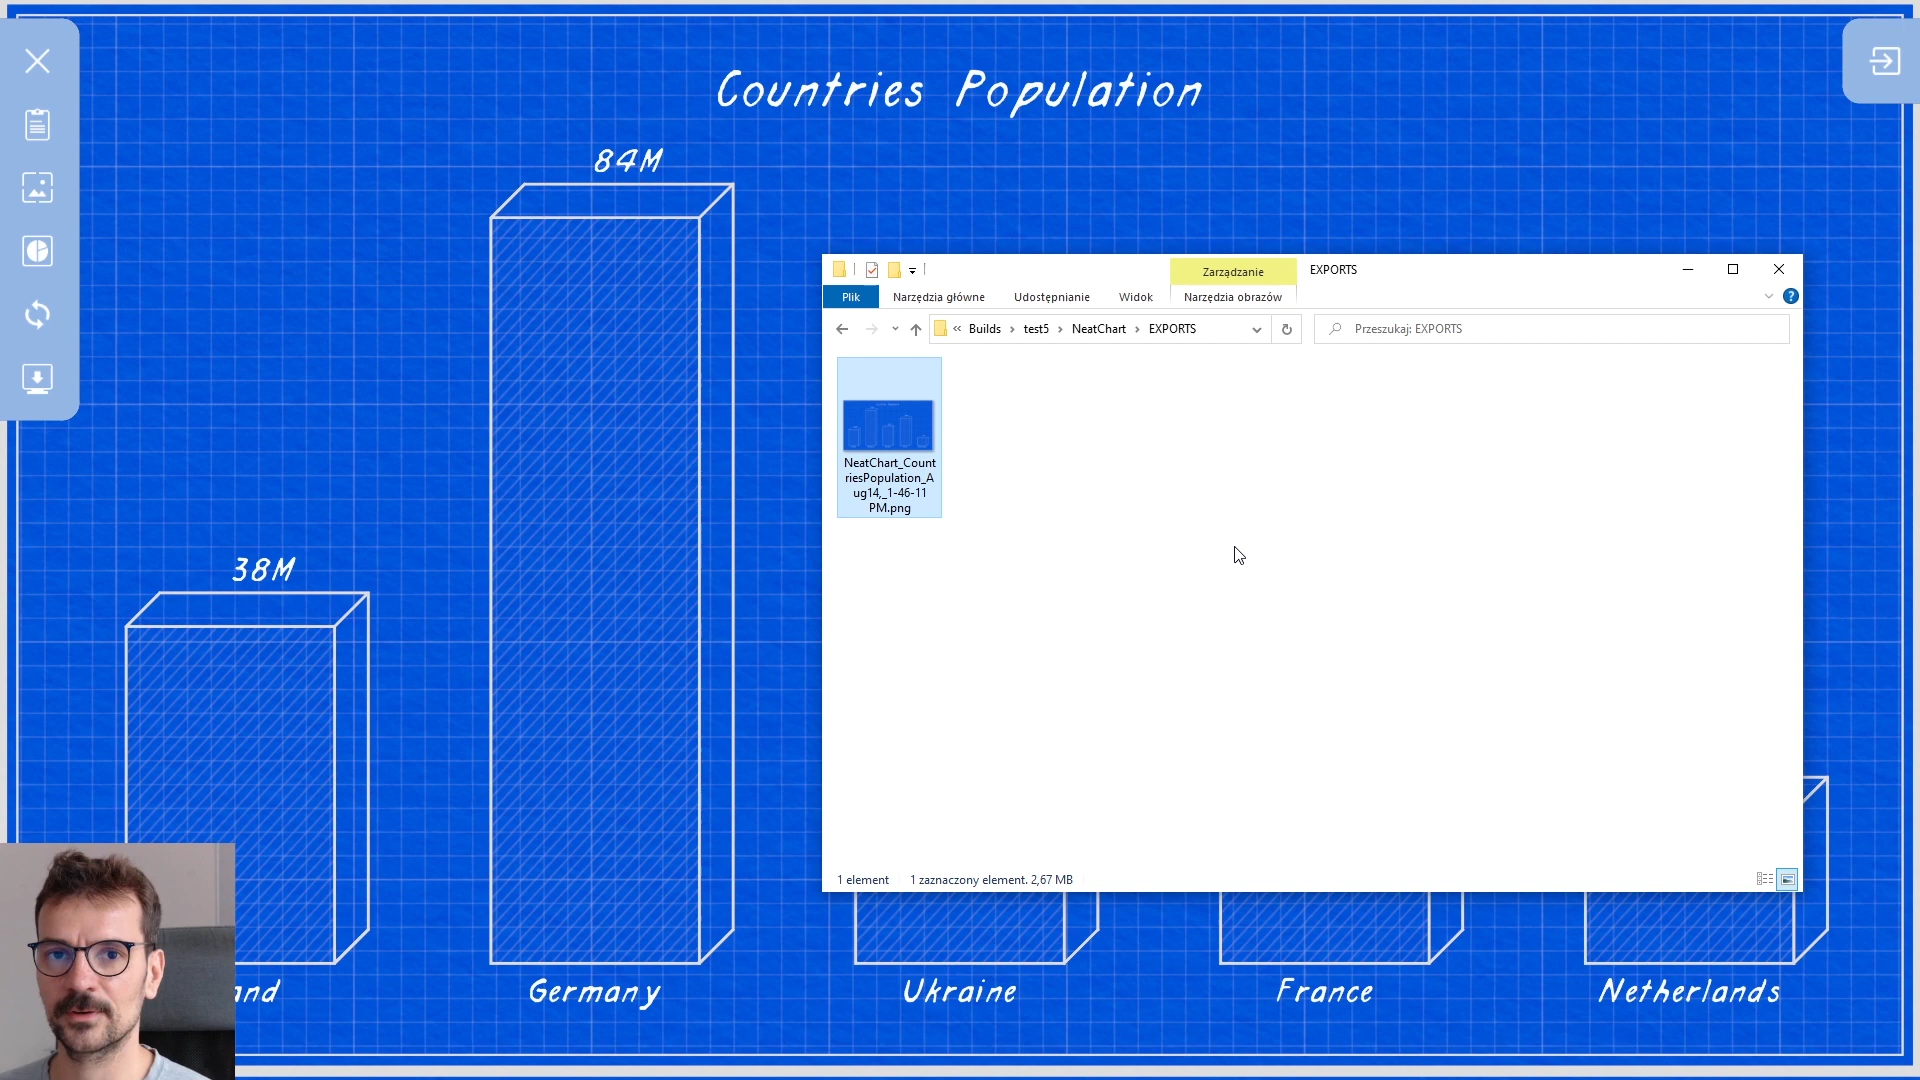 Countries Population
84M
38M
and
Germany
Ukraine
France
Netherlands
Zarządzanie
EXPORTS
Plik
Narzędzia główne
Udostępnianie
Widok
Narzędzia obrazów
?
« Builds › test5 › NeatChart › EXPORTS
Przeszukaj: EXPORTS
NeatChart_Count
riesPopulation_A
ug14,_1-46-11
PM.png
1 element
1 zaznaczony element. 2,67 MB